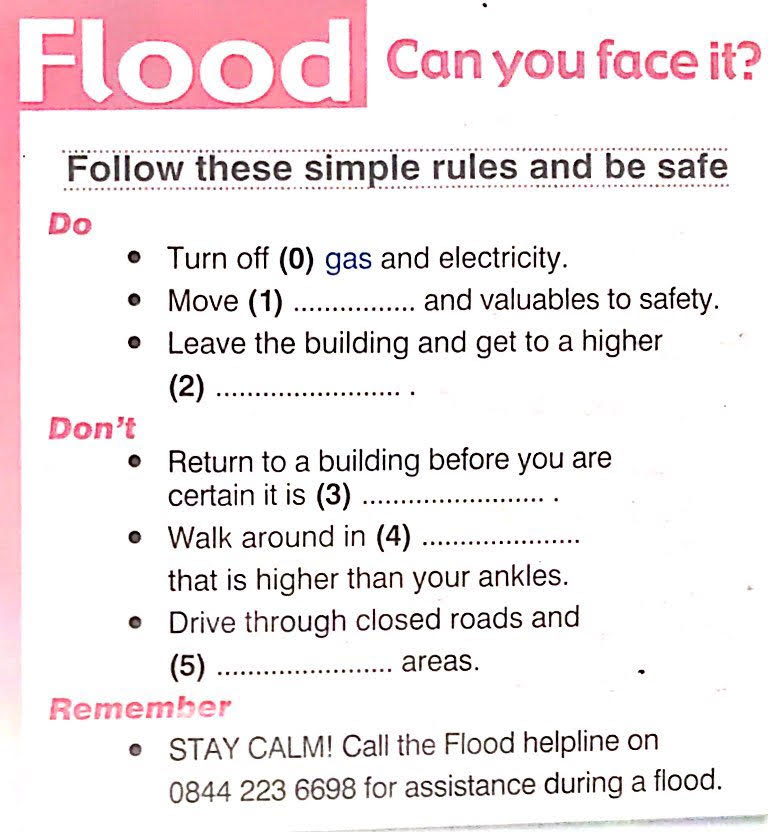 Flood Can you face it?
Follow these simple rules and be safe
Do
• Turn off (0) gas and electricity.
• Move (1) ................ and valuables to safety.
• Leave the building and get to a higher
(2) ........................ .
Don't
• Return to a building before you are
certain it is (3) ........................ .
• Walk around in (4) .....................
that is higher than your ankles.
• Drive through closed roads and
(5) ....................... areas.
Remember
• STAY CALM! Call the Flood helpline on
0844 223 6698 for assistance during a flood.